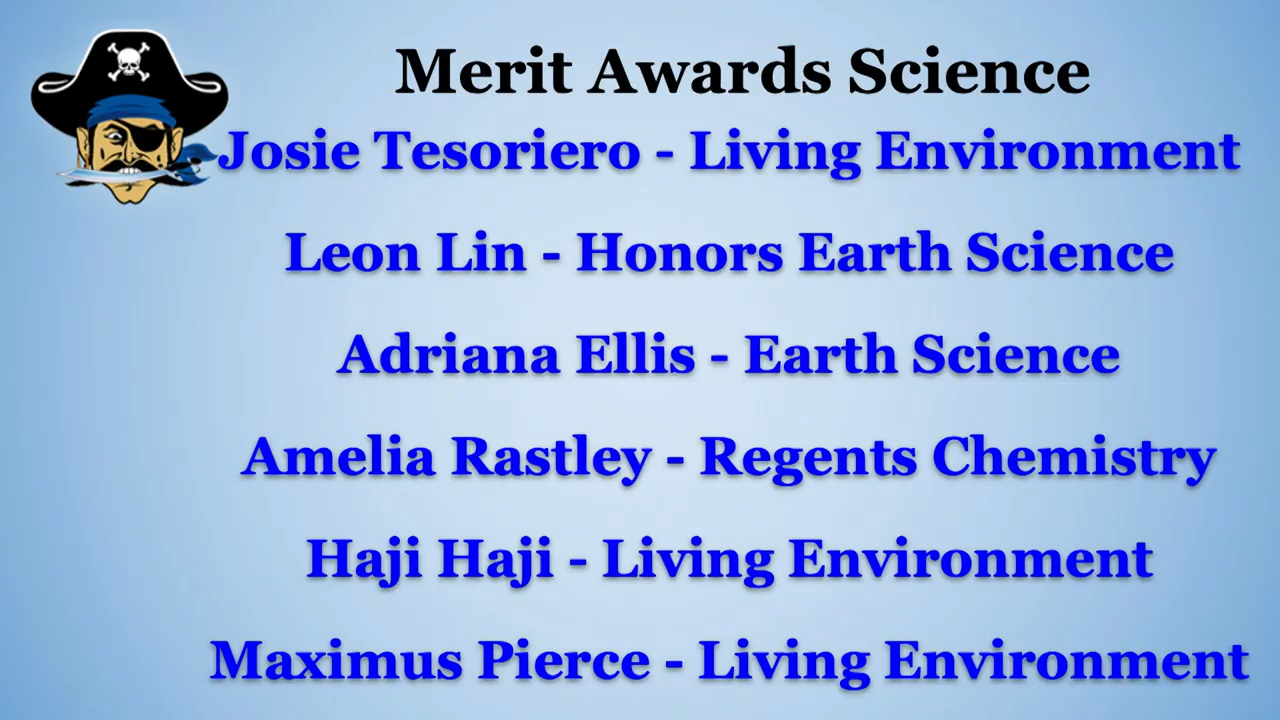 Merit Awards Science
Josie Tesoriero - Living Environment
Leon Lin - Honors Earth Science
Adriana Ellis - Earth Science
Amelia Rastley - Regents Chemistry
Haji Haji - Living Environment
Maximus Pierce - Living Environment